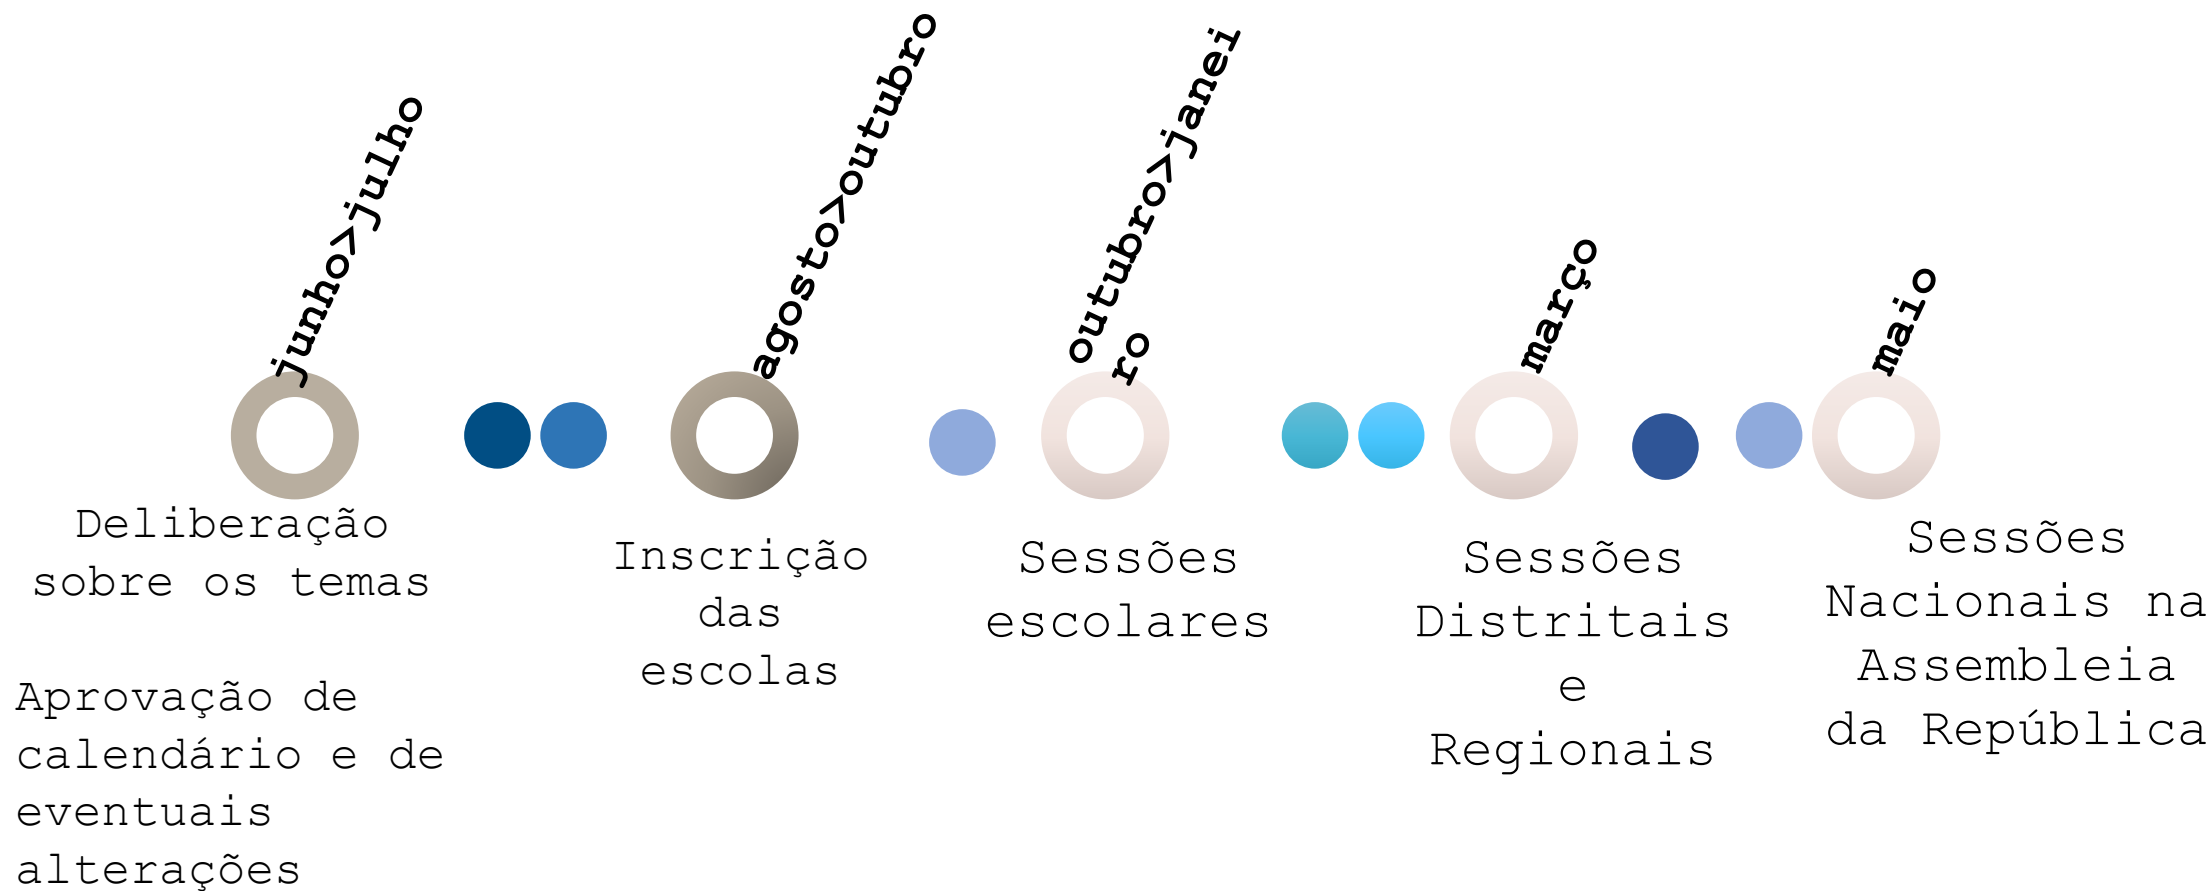 junho>julho
Deliberação
sobre os temas
Aprovação de
calendário e de
eventuais
alterações
agosto>outubro
Inscrição
das
escolas
outubro>janei
ro
Sessões
escolares
março
Sessões
Distritais
e
Regionais
maio
Sessões
Nacionais na
Assembleia
da República